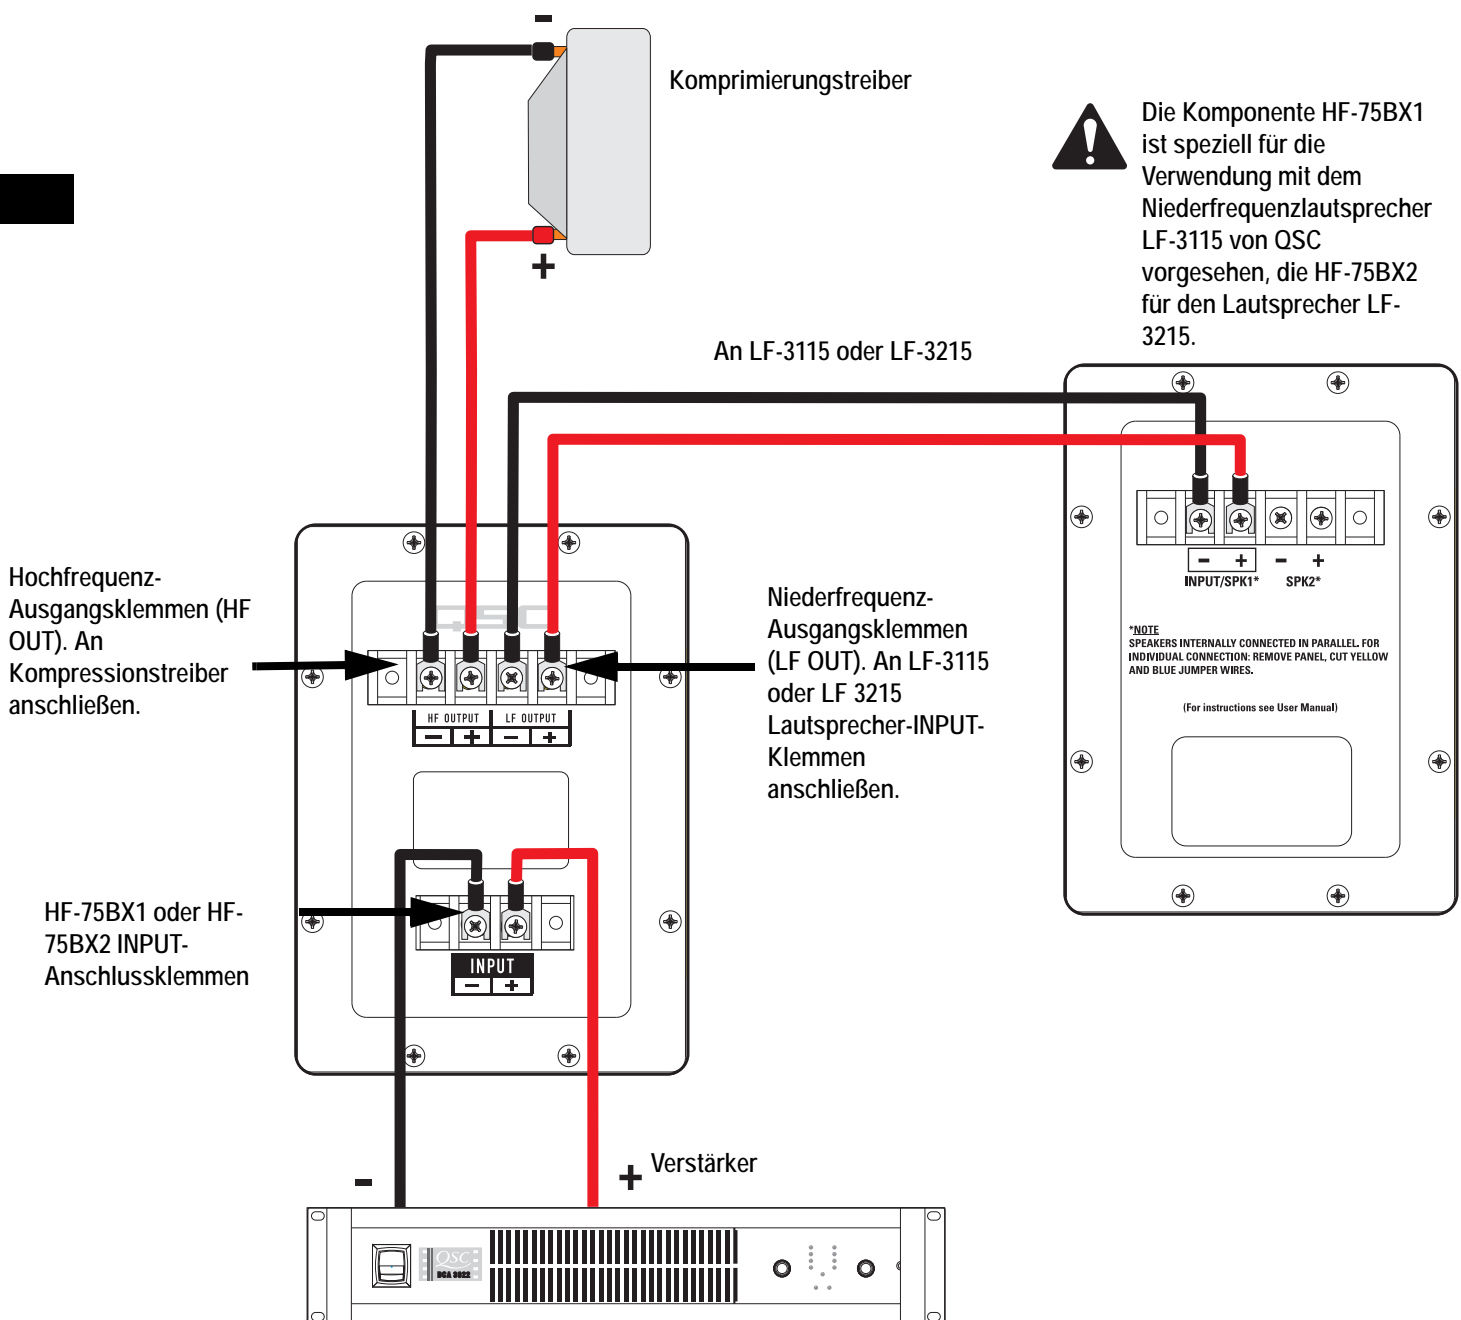 -
Komprimierungstreiber
+
Die Komponente HF-75BX1
ist speziell für die
Verwendung mit dem
Niederfrequenzlautsprecher
LF-3115 von QSC
vorgesehen, die HF-75BX2
für den Lautsprecher LF-
3215.
An LF-3115 oder LF-3215
- + - +
INPUT/SPK1* SPK2*
*NOTE
SPEAKERS INTERNALLY CONNECTED IN PARALLEL. FOR
INDIVIDUAL CONNECTION: REMOVE PANEL, CUT YELLOW
AND BLUE JUMPER WIRES.
(For instructions see User Manual)
Hochfrequenz-
Ausgangsklemmen (HF
OUT). An
Kompressionstreiber
anschließen.
QSC
HF OUTPUT LF OUTPUT
- + - +
Niederfrequenz-
Ausgangsklemmen
(LF OUT). An LF-3115
oder LF 3215
Lautsprecher-INPUT-
Klemmen
anschließen.
HF-75BX1 oder HF-
75BX2 INPUT-
Anschlussklemmen
INPUT
- +
- + Verstärker
QSC
DCA 3022